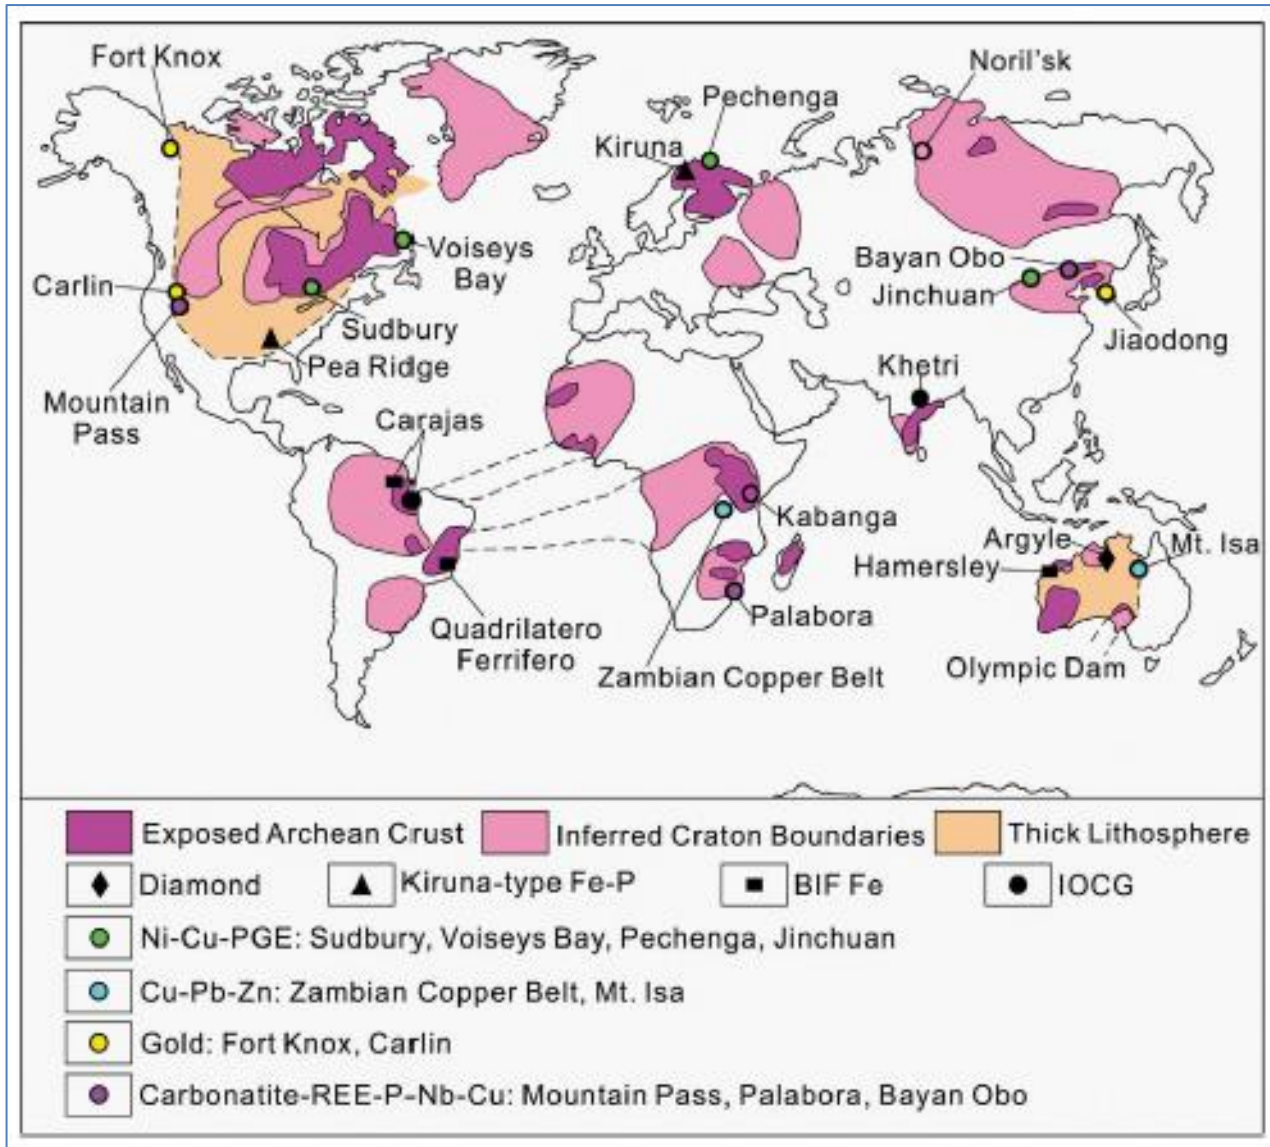 Fort Knox
Noril'sk
Pechenga
Kiruna
Voiseys
Bay
Bayan Obo
Carlin
Jinchuan
Sudbury
Jiaodong
Pea Ridge
Khetri
Mountain
Pass
Carajas
Kabanga
Argyle
Mt. Isa
Hamersley
Palabora
Quadrilatero
Ferrifero
Olympic Dam
Zambian Copper Belt
Exposed Archean Crust
Inferred Craton Boundaries
Thick Lithosphere
Diamond
Kiruna-type Fe-P
BIF Fe
IOCG
Ni-Cu-PGE: Sudbury, Voiseys Bay, Pechenga, Jinchuan
Cu-Pb-Zn: Zambian Copper Belt, Mt. Isa
Gold: Fort Knox, Carlin
Carbonatite-REE-P-Nb-Cu: Mountain Pass, Palabora, Bayan Obo